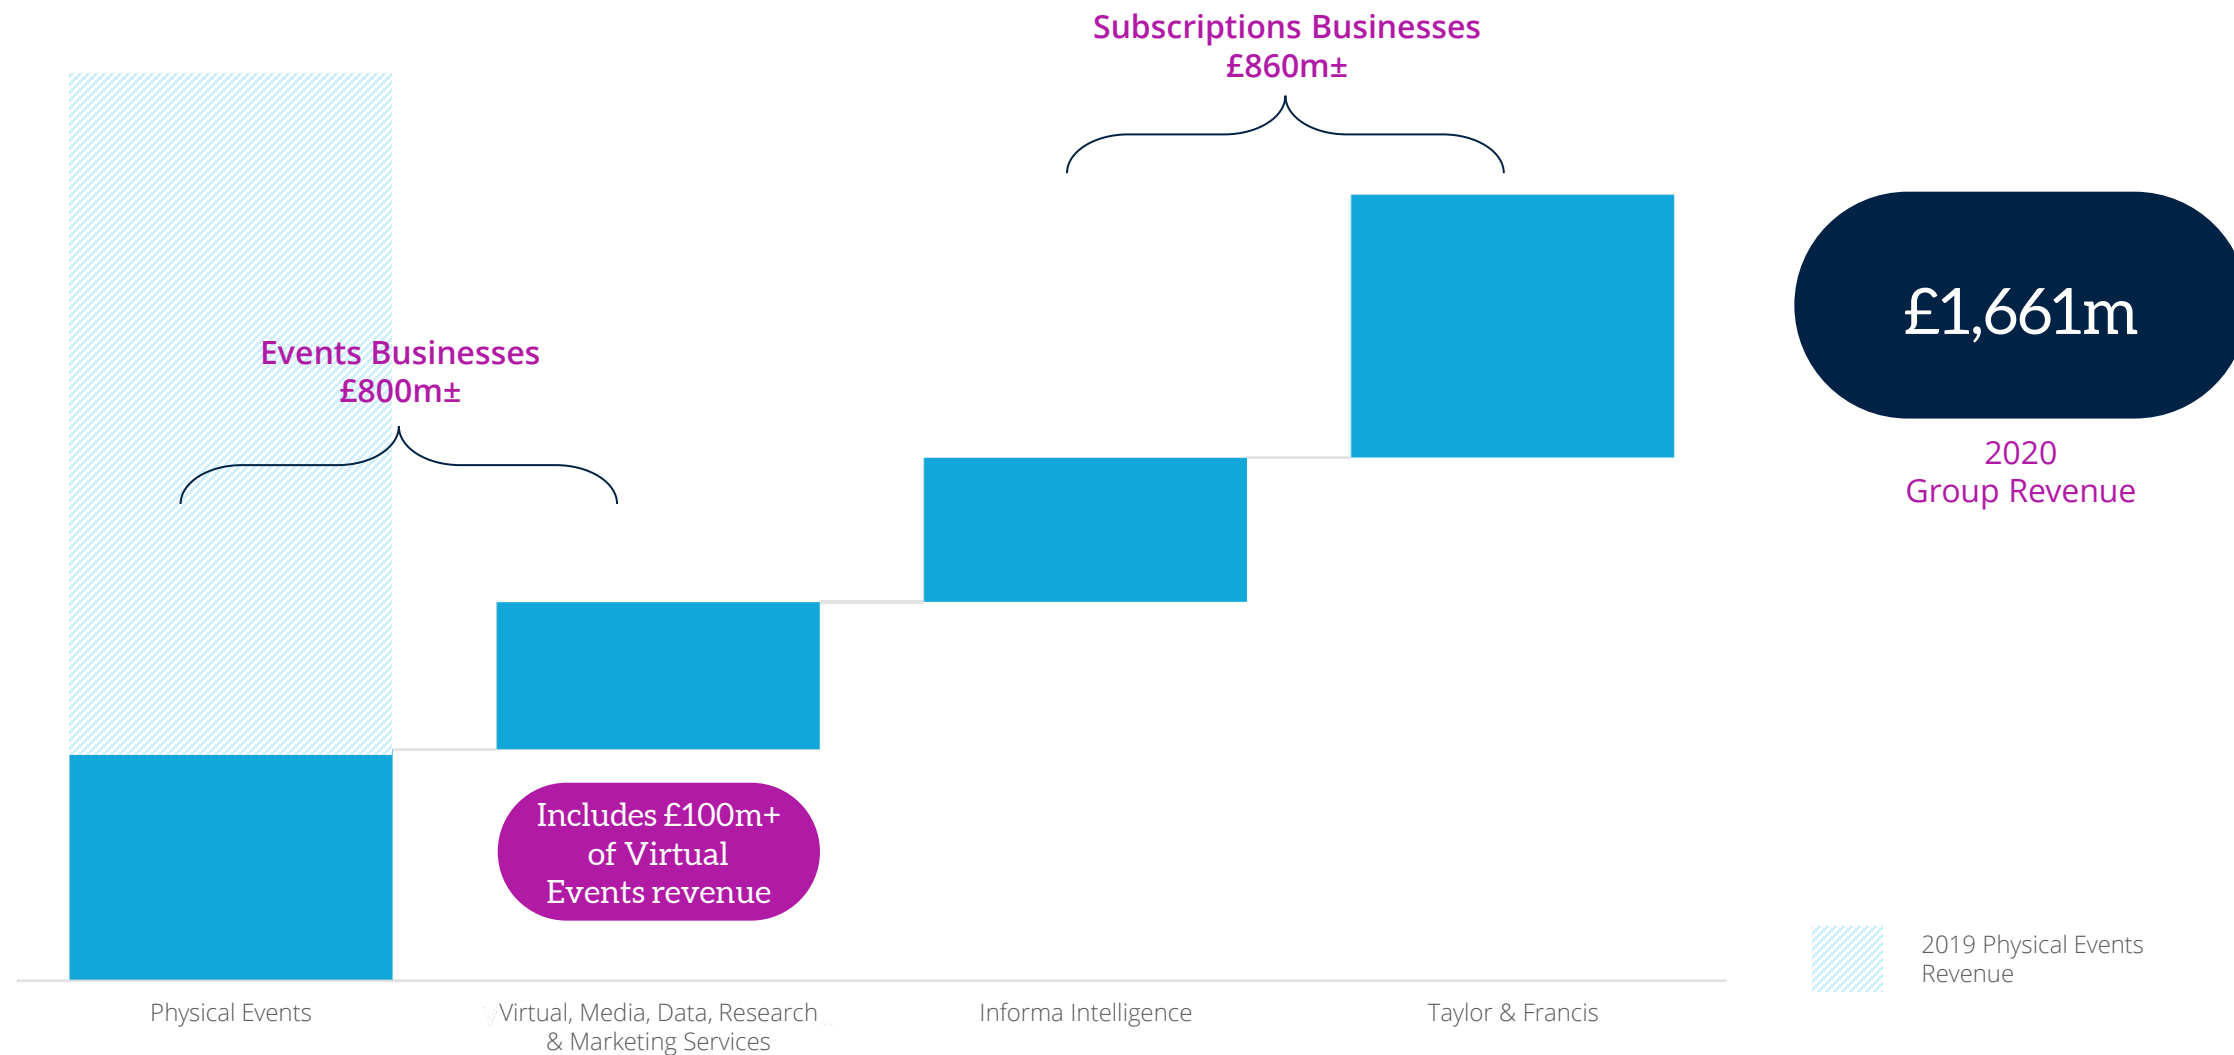 Subscriptions Businesses
£860m±
Events Businesses
£800m±
£1,661m
2020
Group Revenue
Includes £100m+
of Virtual
Events revenue
2019 Physical Events
Revenue
Physical Events
Virtual, Media, Data, Research
& Marketing Services
Informa Intelligence
Taylor & Francis